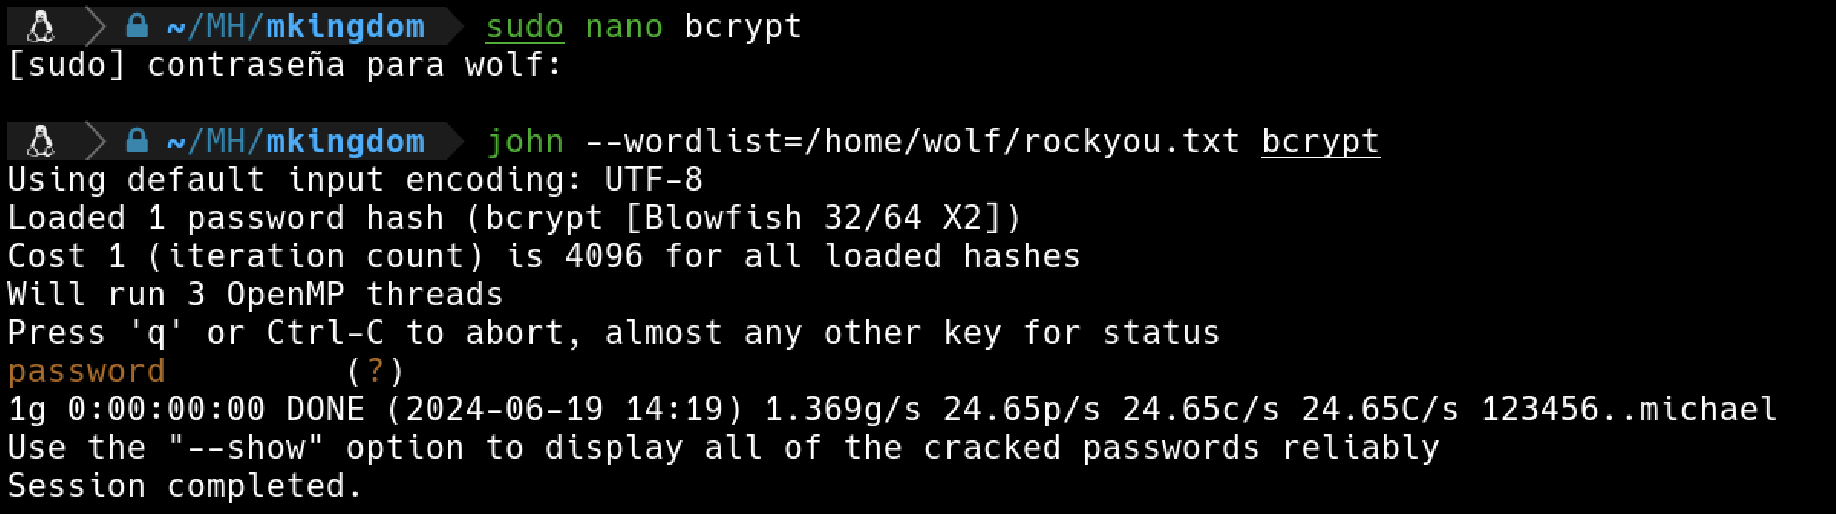 ~/MH/mkingdom sudo nano bcrypt
[sudo] contraseña para wolf:
~/MH/mkingdom john --wordlist=/home/wolf/rockyou.txt bcrypt
Using default input encoding: UTF-8
Loaded 1 password hash (bcrypt [Blowfish 32/64 X2])
Cost 1 (iteration count) is 4096 for all loaded hashes
Will run 3 OpenMP threads
Press 'q' or Ctrl-C to abort, almost any other key for status
password         (?)
1g 0:00:00:00 DONE (2024-06-19 14:19) 1.369g/s 24.65p/s 24.65c/s 24.65C/s 123456..michael
Use the "--show" option to display all of the cracked passwords reliably
Session completed.